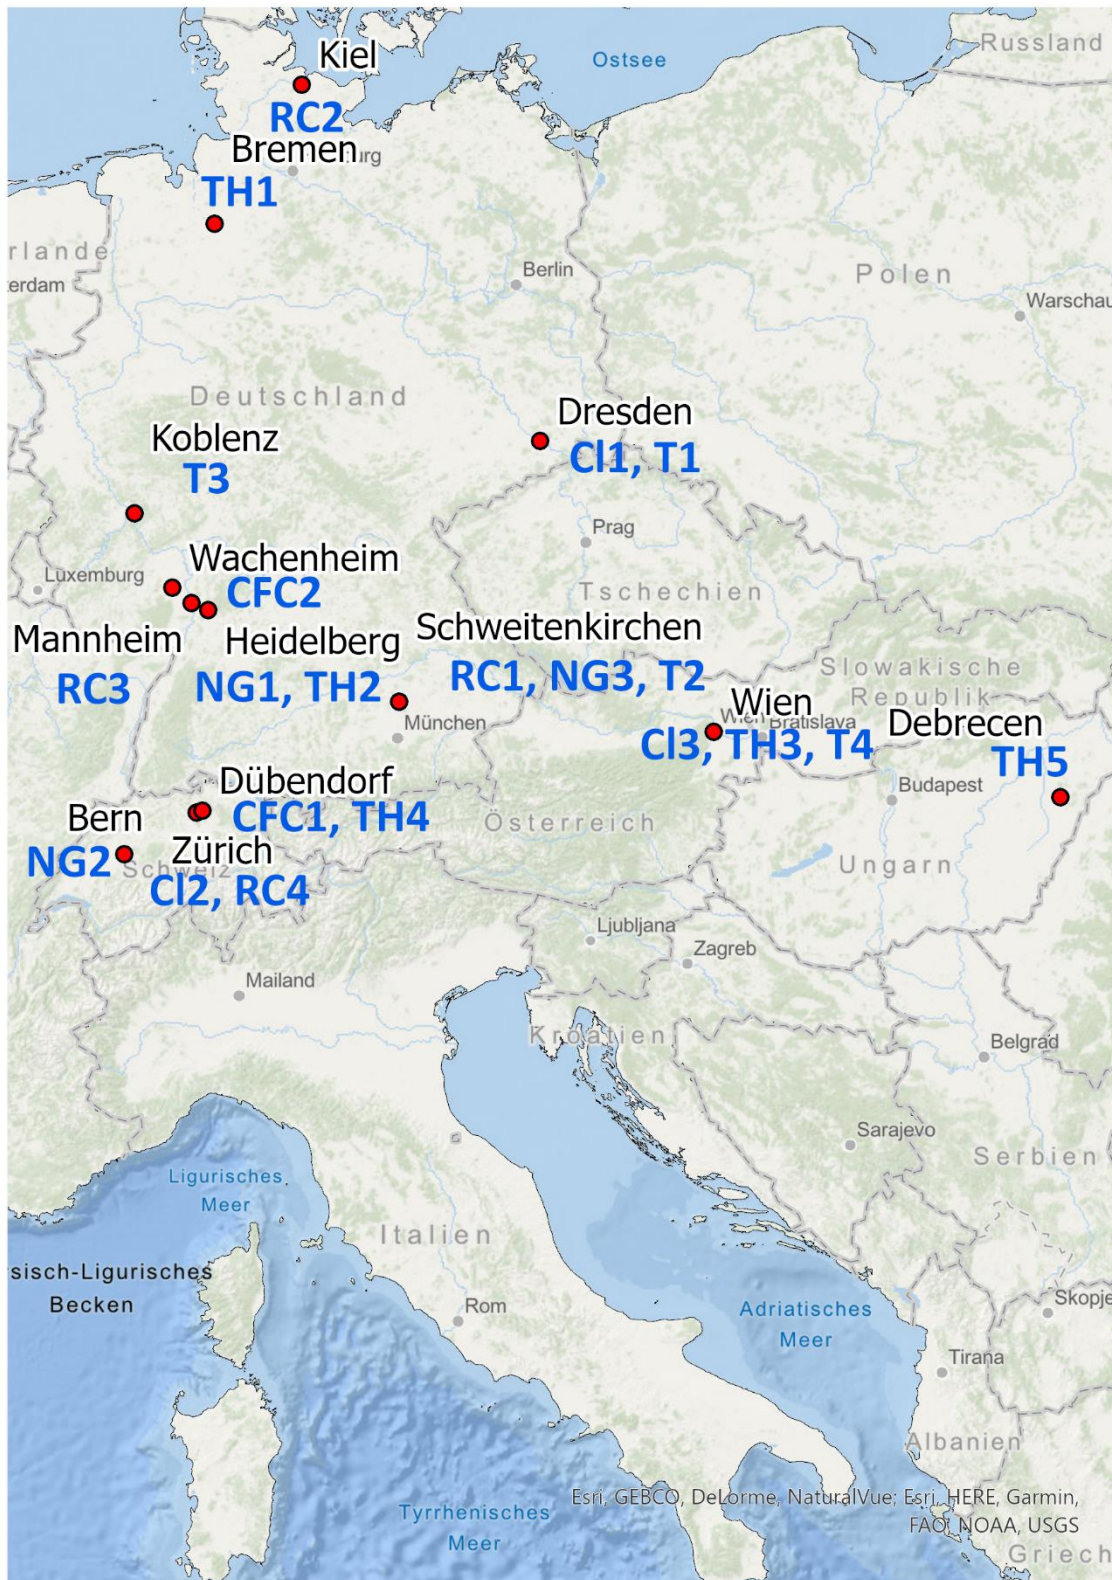 Kiel
Ostsee
Russland
RC2
Bremen
TH1
Berlin
Polen
Warschau
Deutschland
Dresden
Cl1, T1
Koblenz
T3
Prag
Wachenheim
Luxemburg
CFC2
Tschechien
Mannheim
Heidelberg
Schweitenkirchen
RC3
NG1, TH2
RC1, NG3, T2
Slowakische
Republik
Wien
München
Bratislava
Debrecen
Cl3, TH3, T4
TH5
Dübendorf
Budapest
Bern
CFC1, TH4
Österreich
Zürich
NG2
Schweiz
Ungarn
Cl2, RC4
Ljubljana
Zagreb
Mailand
Kroatien
Belgrad
Sarajevo
Serbien
Ligurisches
Meer
Italien
sisch-Ligurisches
Becken
Rom
Adriatisches
Meer
Skopje
Tirana
Albanien
Esri, GEBCO, DeLorme, NaturalVue; Esri, HERE, Garmin,
FAO, NOAA, USGS
Tyrrhenisches
Meer
Griech